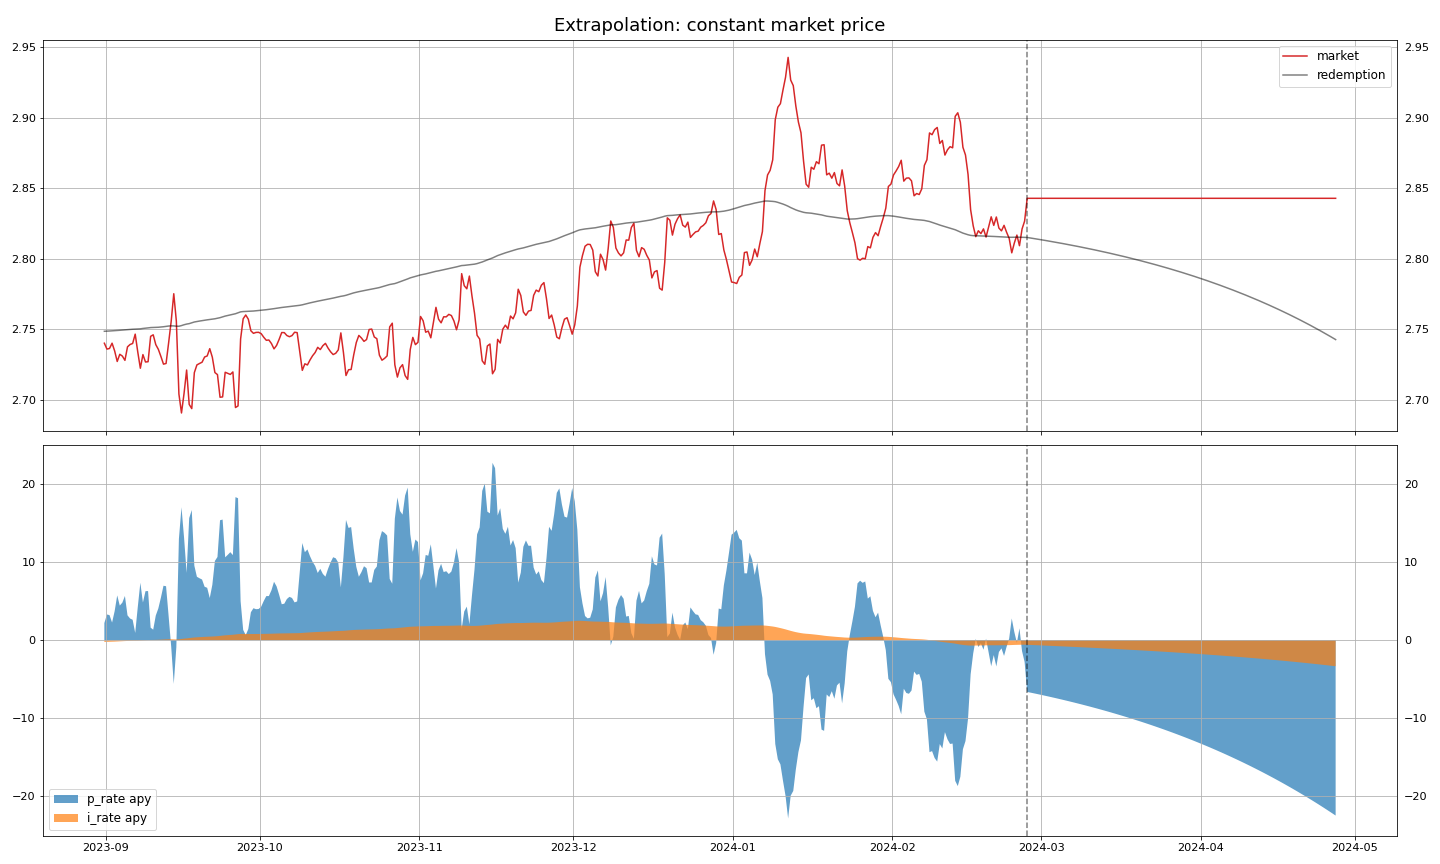 Extrapolation: constant market price
2.95 2.95
market
redemption
2.90 2.90
2.85 2.85
2.80 2.80
2.75 2.75
2.70 2.70
20 20
10 10
0 0
−10 −10
−20 −20
p_rate apy
i_rate apy
2023-09 2023-10 2023-11 2023-12 2024-01 2024-02 2024-03 2024-04 2024-05